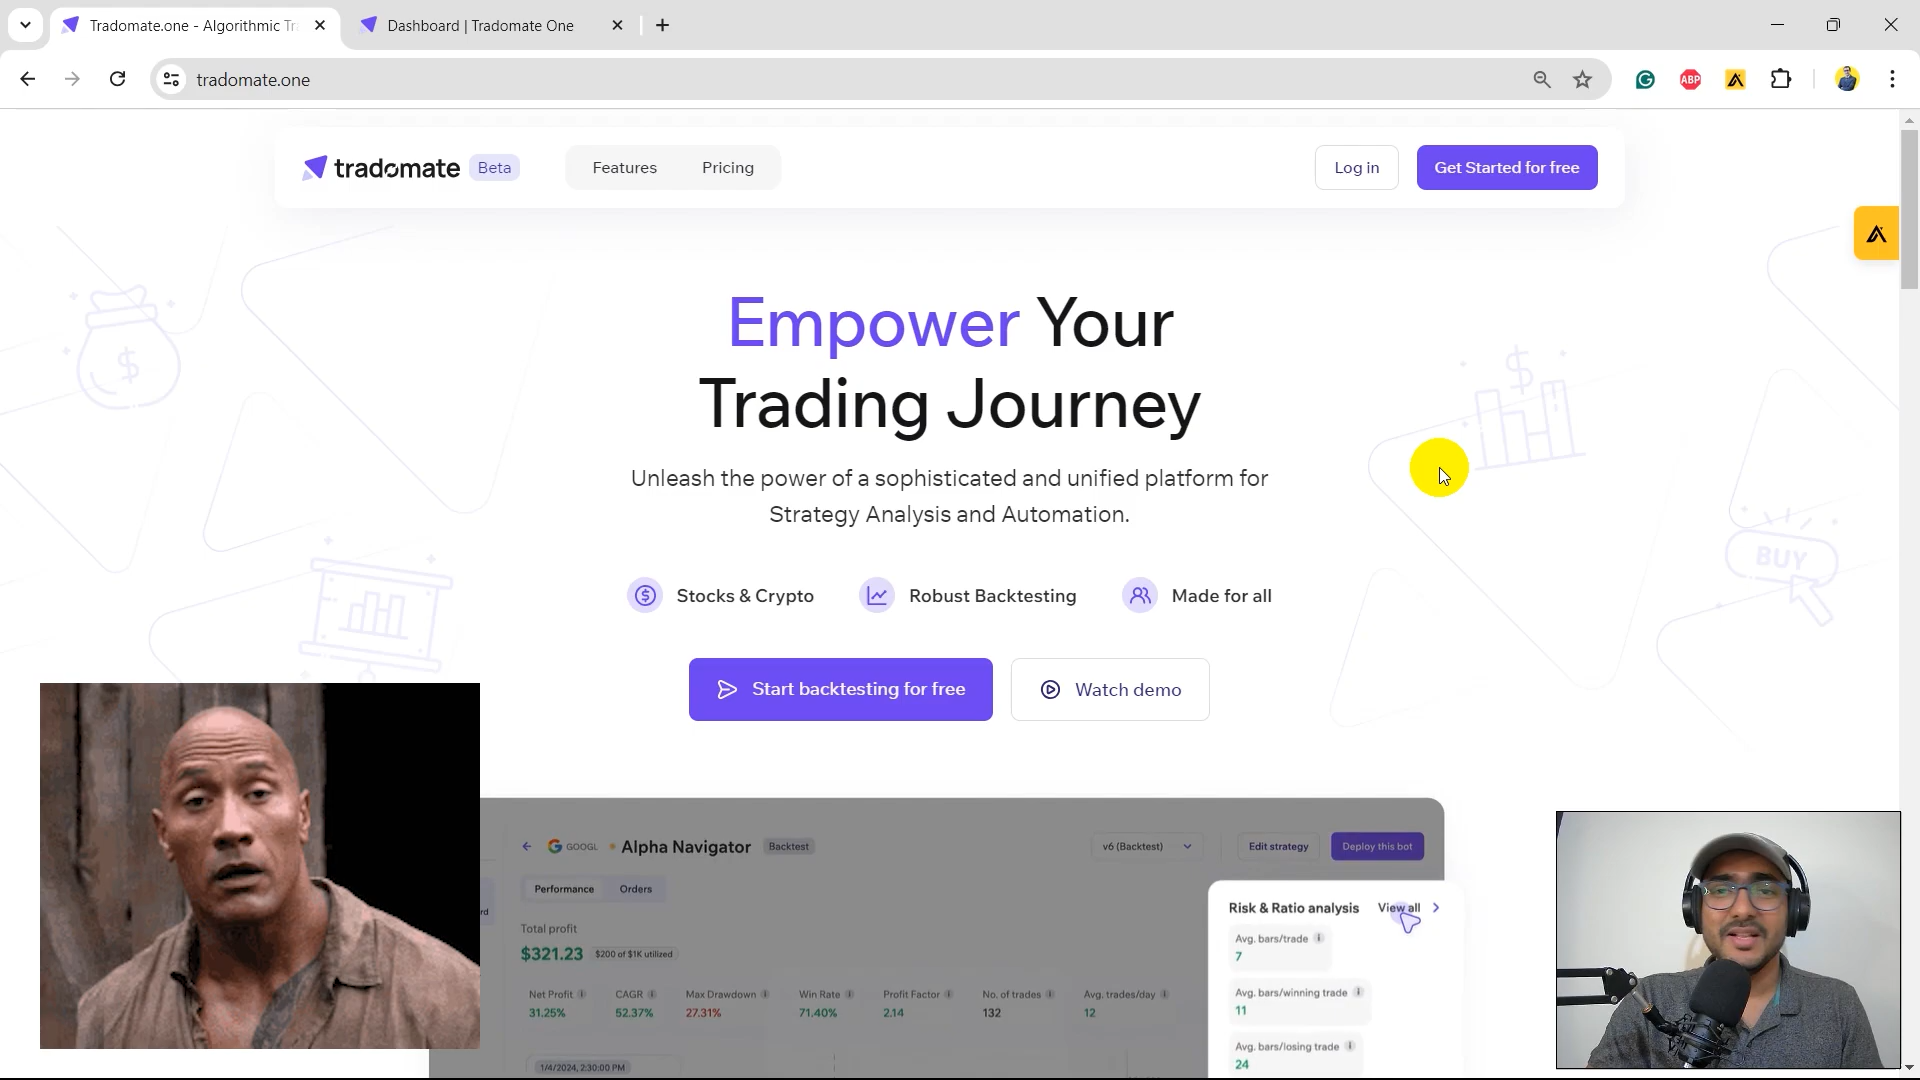 Tradomate.one - Algorithmic Tr
Dashboard | Tradomate One
tradomate.one
ABP
tradomate
Beta
Features
Pricing
Log in
Get Started for free
Empower Your
Trading Journey
Unleash the power of a sophisticated and unified platform for
Strategy Analysis and Automation.
Stocks & Crypto
Robust Backtesting
Made for all
BUY
Start backtesting for free
Watch demo
GOOGL
Alpha Navigator
Backtest
v6 (Backtest)
Edit strategy
Deploy this bot
Performance
Orders
rd
Total profit
$321.23
$200 of $1K utilized
Net Profit
CAGR
Max Drawdown
Win Rate
Profit Factor
No. of trades
Avg. trades/day
31.25%
52.37%
27.31%
71.40%
2.14
132
12
1/4/2024, 2:30:00 PM
Risk & Ratio analysis
View all
Avg. bars/trade
7
Avg. bars/winning trade
11
Avg. bars/losing trade
24